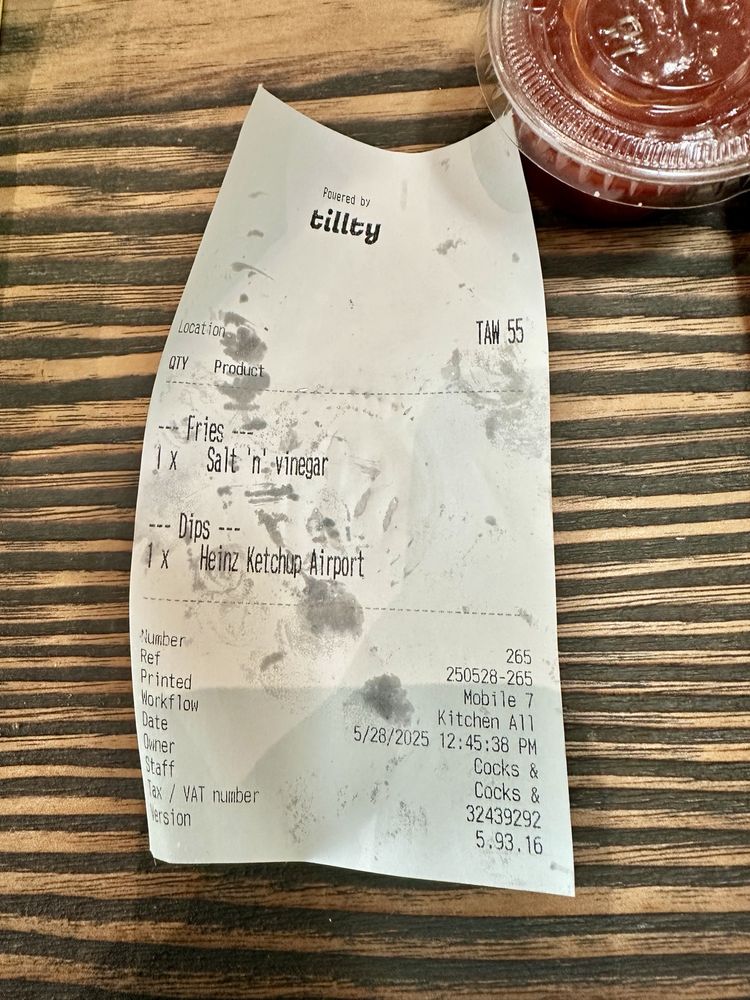 Powered by
tillty
Location TAW 55
QTY Product
--- Fries ---
1 x Salt 'n' vinegar
--- Dips ---
1 x Heinz Ketchup Airport
Number 265
Ref 250528-265
Printed Mobile 7
Workflow Kitchen All
Date 5/28/2025 12:45:38 PM
Owner Cocks &
Staff Cocks &
Tax / VAT number 32439292
Version 5.93.16